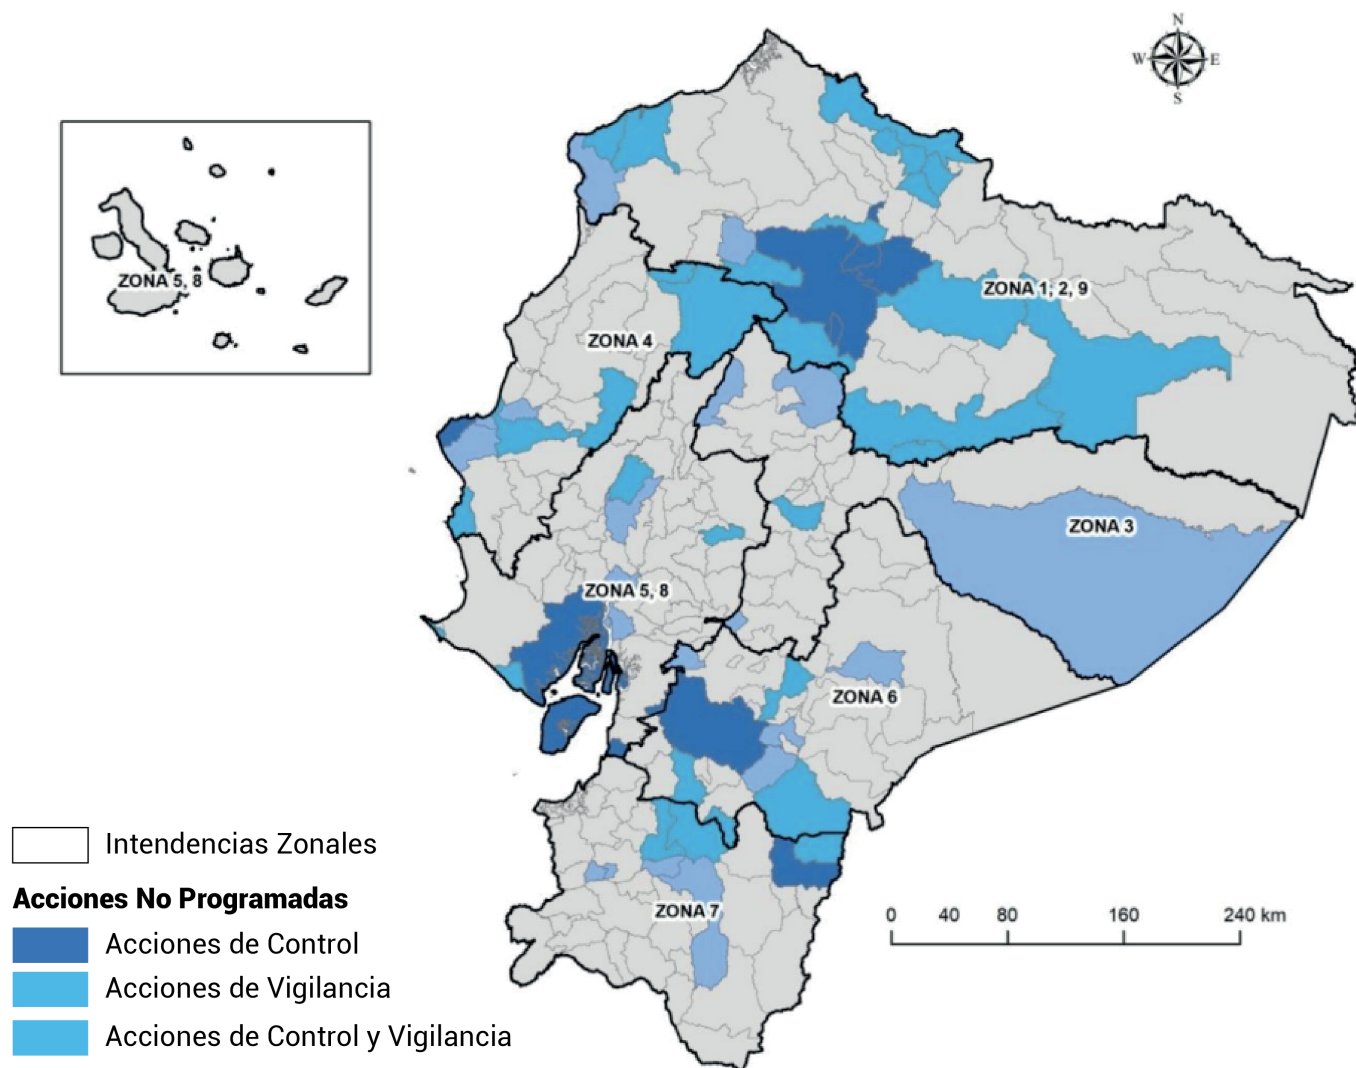 N
W E
S
ZONA 5, 8
ZONA 1, 2, 9
ZONA 4
ZONA 3
ZONA 5, 8
ZONA 6
ZONA 7
Intendencias Zonales
Acciones No Programadas
Acciones de Control
Acciones de Vigilancia
Acciones de Control y Vigilancia
0 40 80 160 240 km